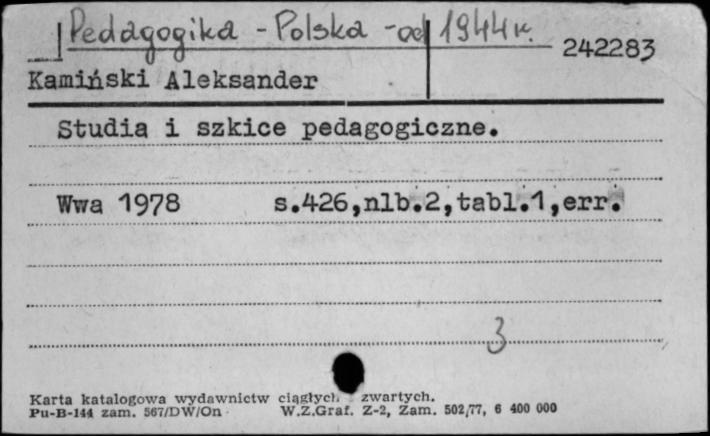 Pedagogika - Polska - od 1944 r.
242283
Kamiński Aleksander
Studia i szkice pedagogiczne.
Wwa 1978 s.426,nlb.2,tabl.1,err.
3
Karta katalogowa wydawnictw ciągłych zwartych.
Pu-B-144 zam. 567/DW/On W.Z.Graf. Z-2, Zam. 502/77, 6 400 000